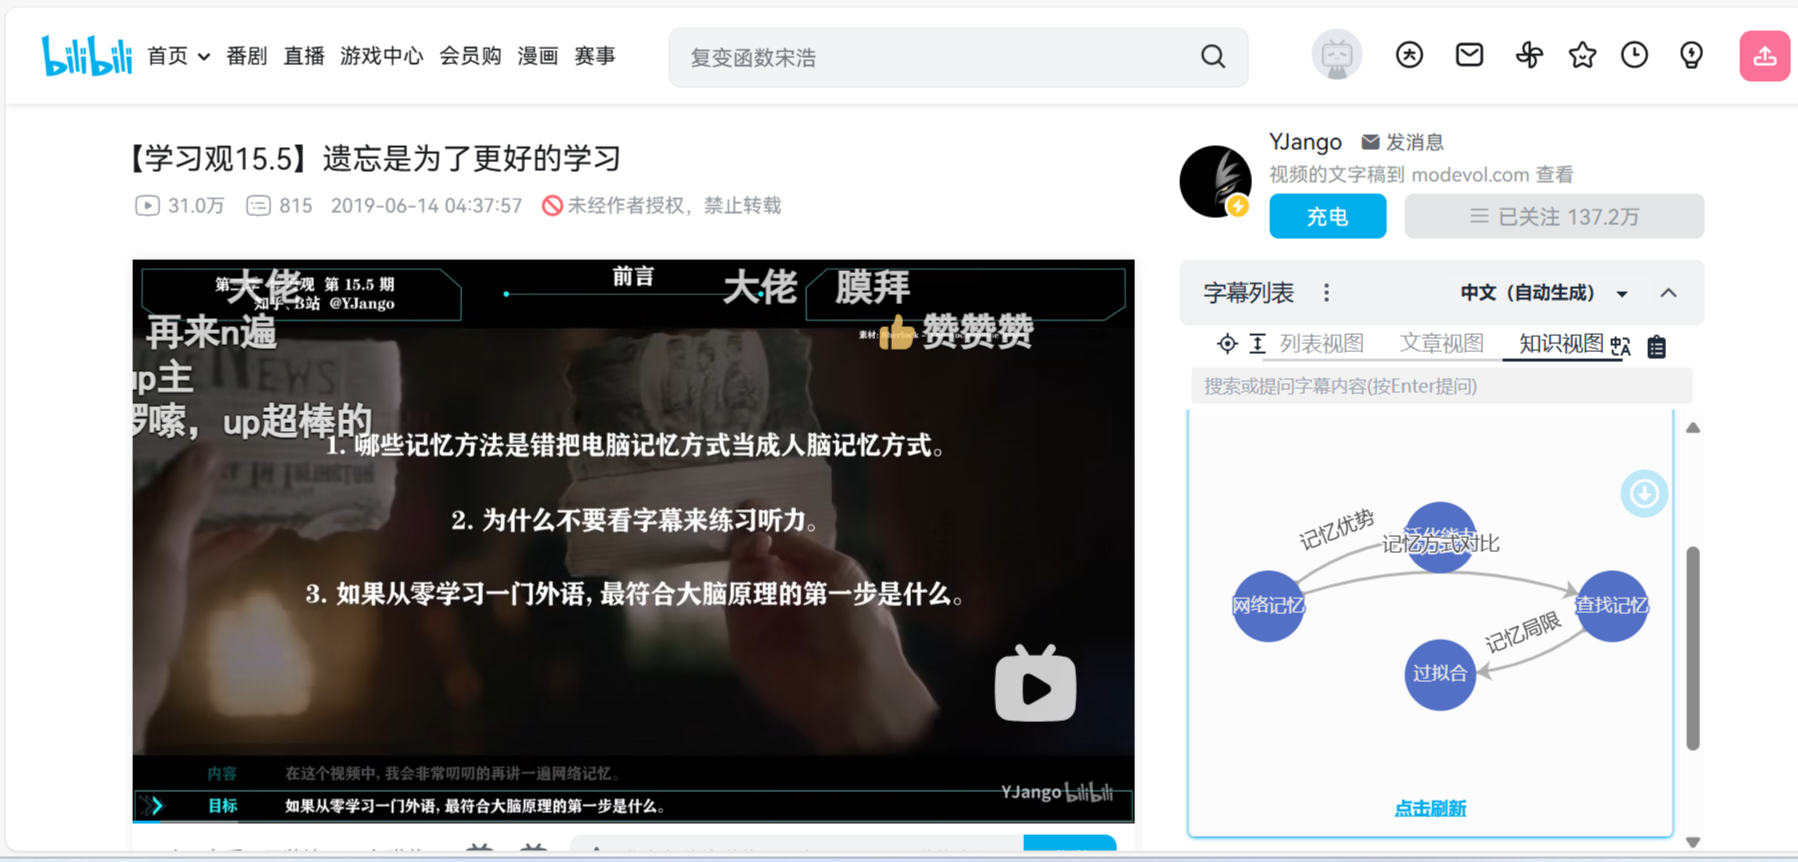 bilibili 首页 番剧 直播 游戏中心 会员购 漫画 赛事
复变函数宋浩
【学习观15.5】遗忘是为了更好的学习
31.0万 815 2019-06-14 04:37:57 未经作者授权，禁止转载
YJango 发消息
视频的文字稿到 modevol.com 查看
充电
已关注 137.2万
观 第 15.5 期
知乎、B站 @YJango
前言
大佬
大佬
膜拜
再来n遍
赞赞赞
素材:
up主
嗦，up超棒的
1. 哪些记忆方法是错把电脑记忆方式当成人脑记忆方式。
2. 为什么不要看字幕来练习听力。
3. 如果从零学习一门外语，最符合大脑原理的第一步是什么。
NEWS
内容 在这个视频中，我会非常叨叨的再讲一遍网络记忆。
目标 如果从零学习一门外语，最符合大脑原理的第一步是什么。
YJango bilibili
字幕列表
中文（自动生成）
列表视图 文章视图 知识视图
搜索或提问字幕内容(按Enter提问)
记忆优势
泛化能力
记忆方式对比
网络记忆
查找记忆
记忆局限
过拟合
点击刷新